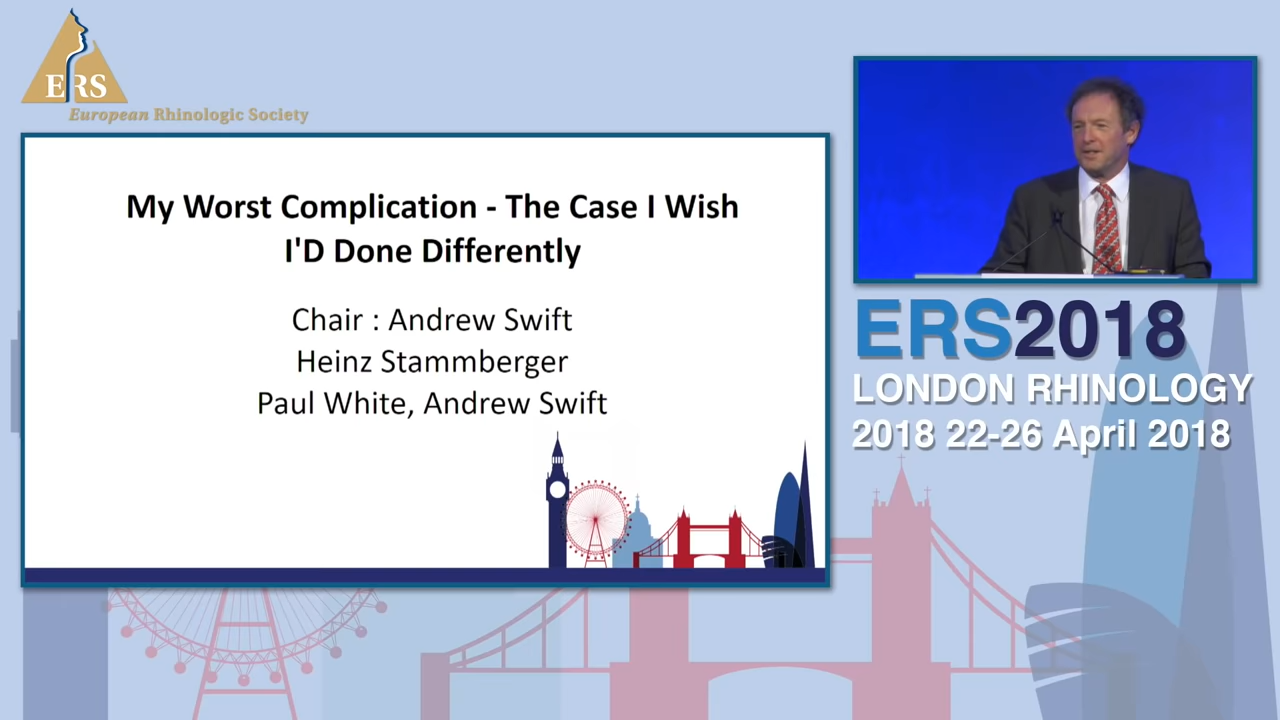 ERS
European Rhinologic Society
My Worst Complication - The Case I Wish
I'D Done Differently
Chair : Andrew Swift
Heinz Stammberger
Paul White, Andrew Swift
ERS2018
LONDON RHINOLOGY
2018 22-26 April 2018